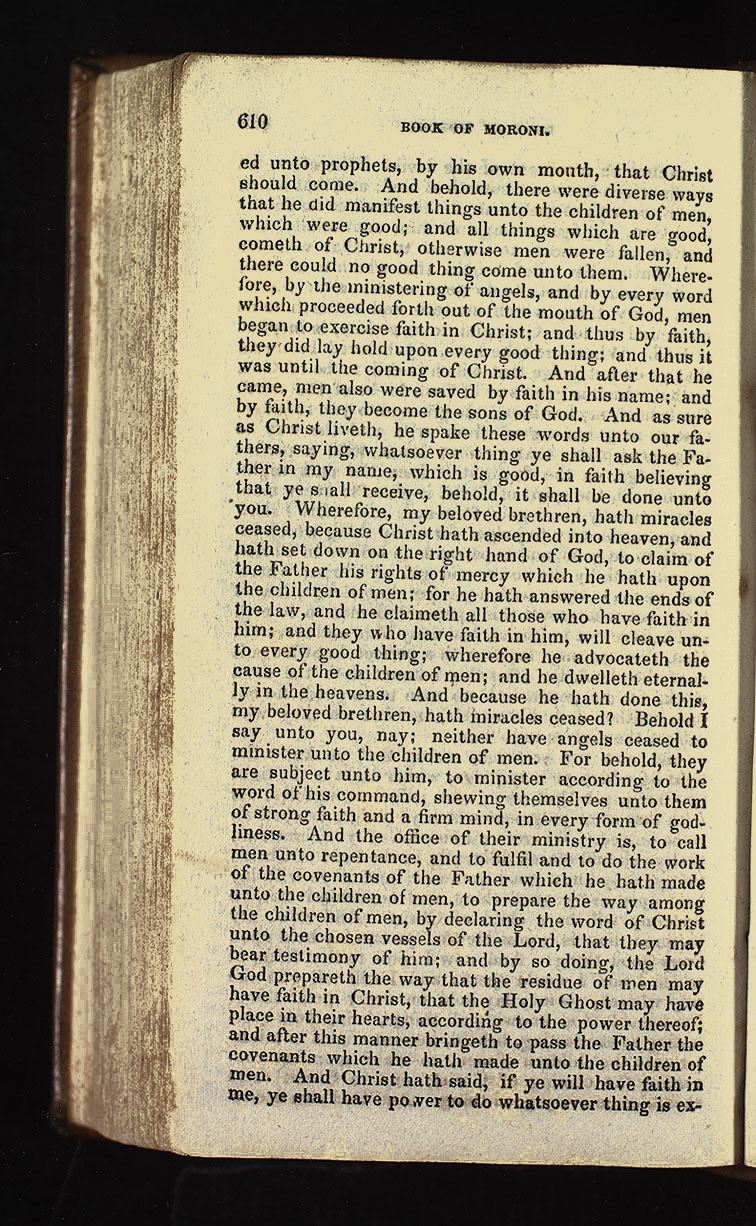 610
BOOK OF MORONI.
ed unto prophets, by his own mouth, that Christ
should come. And behold, there were diverse ways
that he did manifest things unto the children of men,
which were good; and all things which are good,
cometh of Christ, otherwise men were fallen, and
there could no good thing come unto them. Where-
fore, by the ministering of angels, and by every word
which proceeded forth out of the mouth of God, men
began to exercise faith in Christ; and thus by faith,
they did lay hold upon every good thing; and thus it
was until the coming of Christ. And after that he
came, men also were saved by faith in his name; and
by faith, they become the sons of God. And as sure
as Christ liveth, he spake these words unto our fa-
thers, saying, whatsoever thing ye shall ask the Fa-
ther in my name, which is good, in faith believing
that ye shall receive, behold, it shall be done unto
you. Wherefore, my beloved brethren, hath miracles
ceased, because Christ hath ascended into heaven, and
hath set down on the right hand of God, to claim of
the Father his rights of mercy which he hath upon
the children of men; for he hath answered the ends of
the law, and he claimeth all those who have faith in
him; and they who have faith in him, will cleave un-
to every good thing; wherefore he advocateth the
cause of the children of men; and he dwelleth eternal-
ly in the heavens. And because he hath done this,
my beloved brethren, hath miracles ceased? Behold I
say unto you, nay; neither have angels ceased to
minister unto the children of men. For behold, they
are subject unto him, to minister according to the
word of his command, shewing themselves unto them
of strong faith and a firm mind, in every form of god-
liness. And the office of their ministry is, to call
men unto repentance, and to fulfil and to do the work
of the covenants of the Father which he hath made
unto the children of men, to prepare the way among
the children of men, by declaring the word of Christ
unto the chosen vessels of the Lord, that they may
bear testimony of him; and by so doing, the Lord
God prepareth the way that the residue of men may
have faith in Christ, that the Holy Ghost may have
place in their hearts, according to the power thereof;
and after this manner bringeth to pass the Father the
covenants which he hath made unto the children of
men. And Christ hath said, if ye will have faith in
me, ye shall have power to do whatsoever thing is ex-